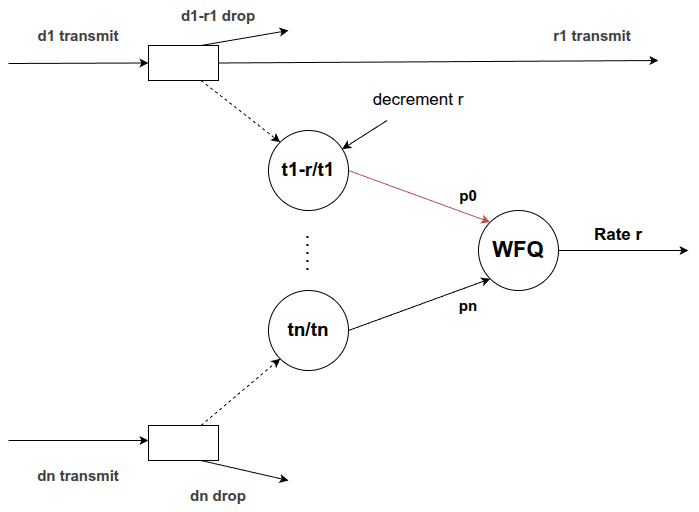 d1-r1 drop
d1 transmit
r1 transmit
decrement r
t1-r/t1
p0
Rate r
WFQ
pn
tn/tn
dn transmit
dn drop